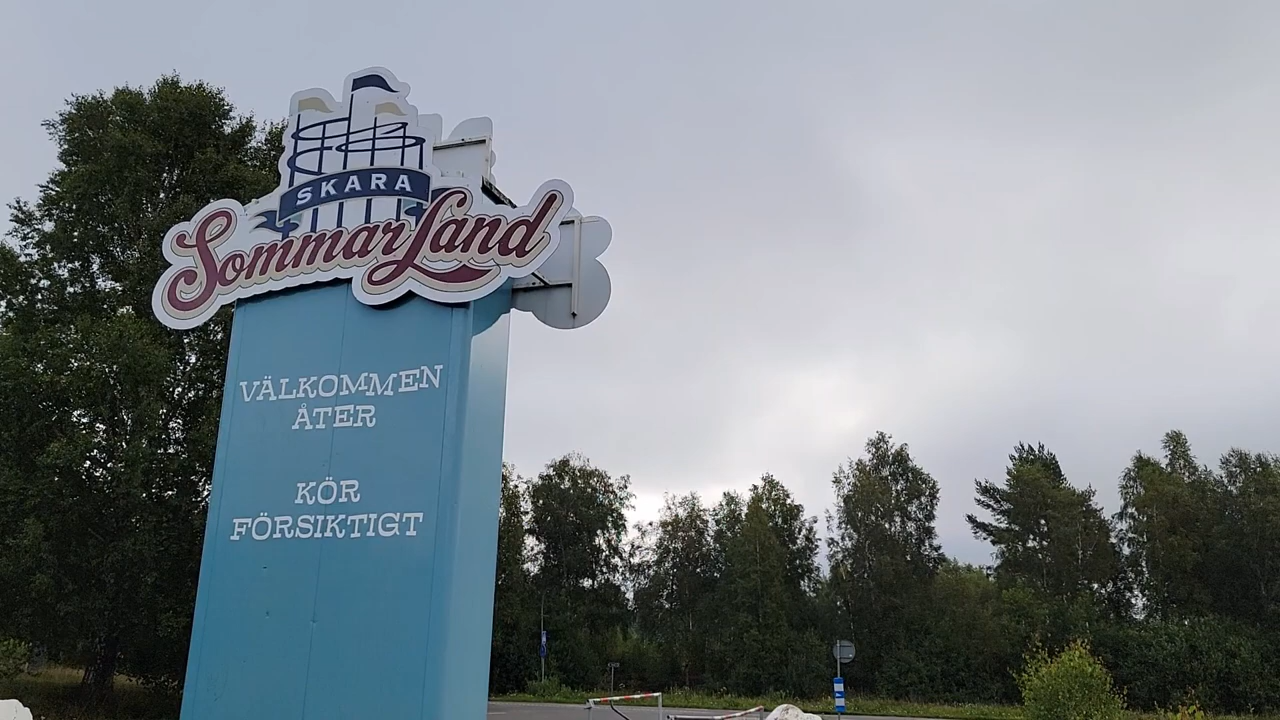 SKARA
SommarLand
VÄLKOMMEN
ÅTER
KÖR
FÖRSIKTIGT